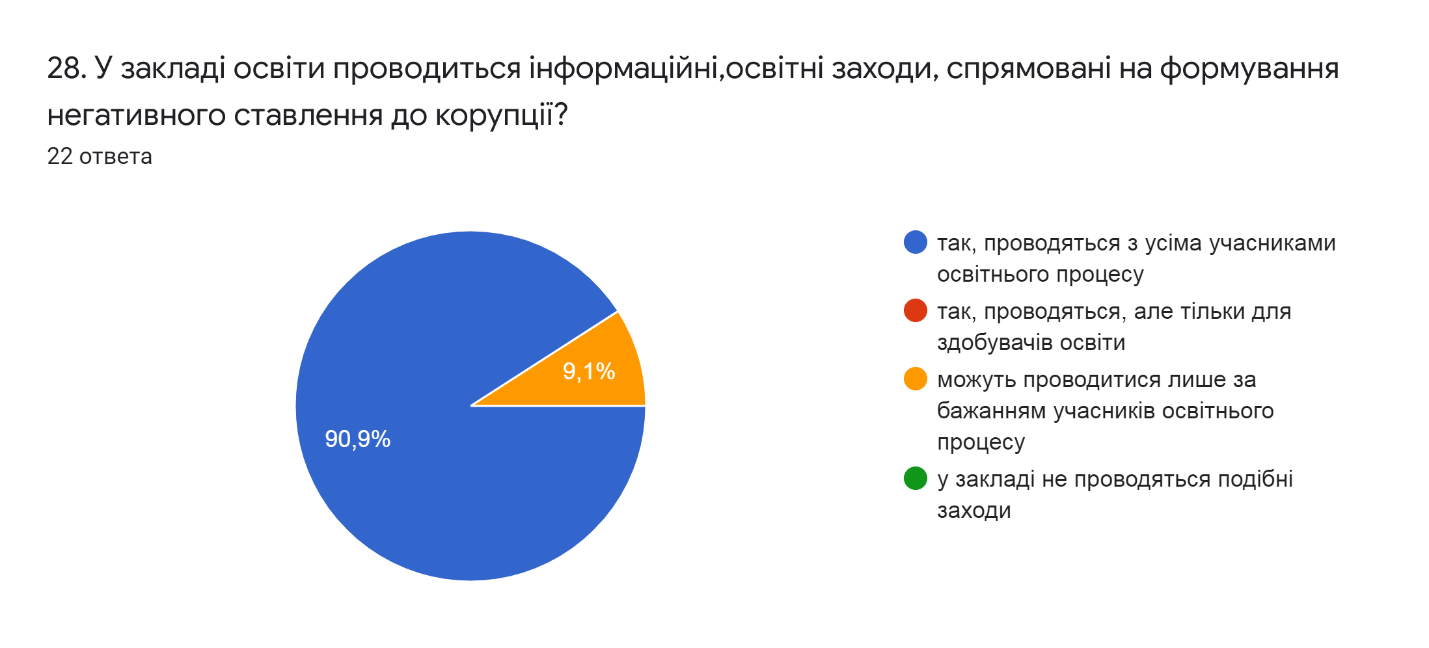 28. У закладі освіти проводиться інформаційні,освітні заходи, спрямовані на формування
негативного ставлення до корупції?
22 ответа
90,9%
9,1%
так, проводяться з усіма учасниками
освітнього процесу
так, проводяться, але тільки для
здобувачів освіти
можуть проводитися лише за
бажанням учасників освітнього
процесу
у закладі не проводяться подібні
заходи